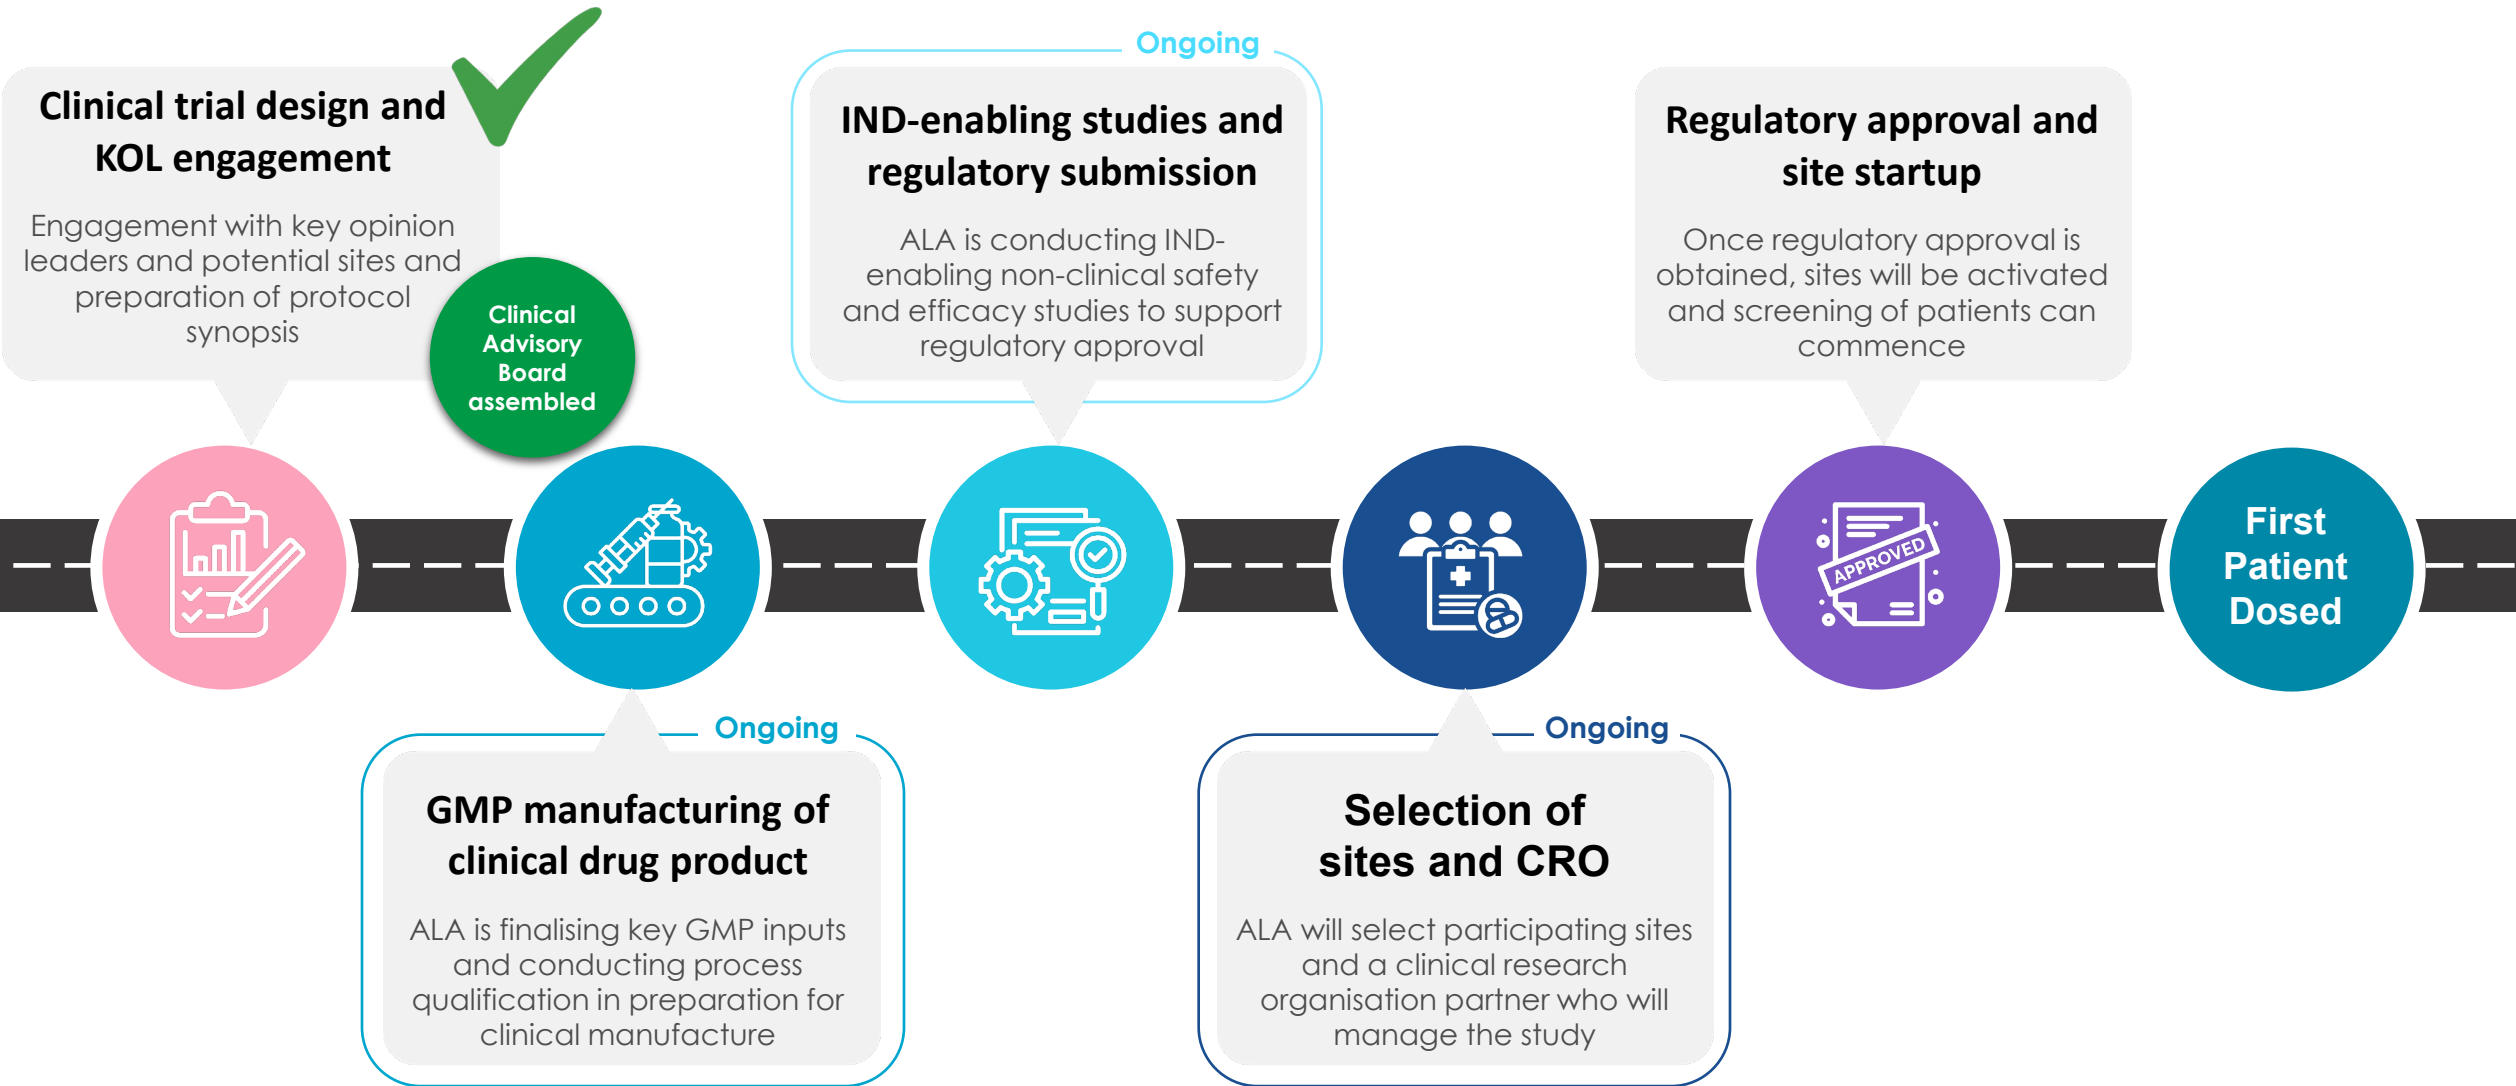 Clinical trial design and
KOL engagement
Engagement with key opinion
leaders and potential sites and
preparation of protocol
synopsis
Clinical
Advisory
Board
assembled
Ongoing
GMP manufacturing of
clinical drug product
ALA is finalising key GMP inputs
and conducting process
qualification in preparation for
clinical manufacture
Ongoing
IND-enabling studies and
regulatory submission
ALA is conducting IND-
enabling non-clinical safety
and efficacy studies to support
regulatory approval
Ongoing
Selection of
sites and CRO
ALA will select participating sites
and a clinical research
organisation partner who will
manage the study
Regulatory approval and
site startup
Once regulatory approval is
obtained, sites will be activated
and screening of patients can
commence
APPROVED
First
Patient
Dosed